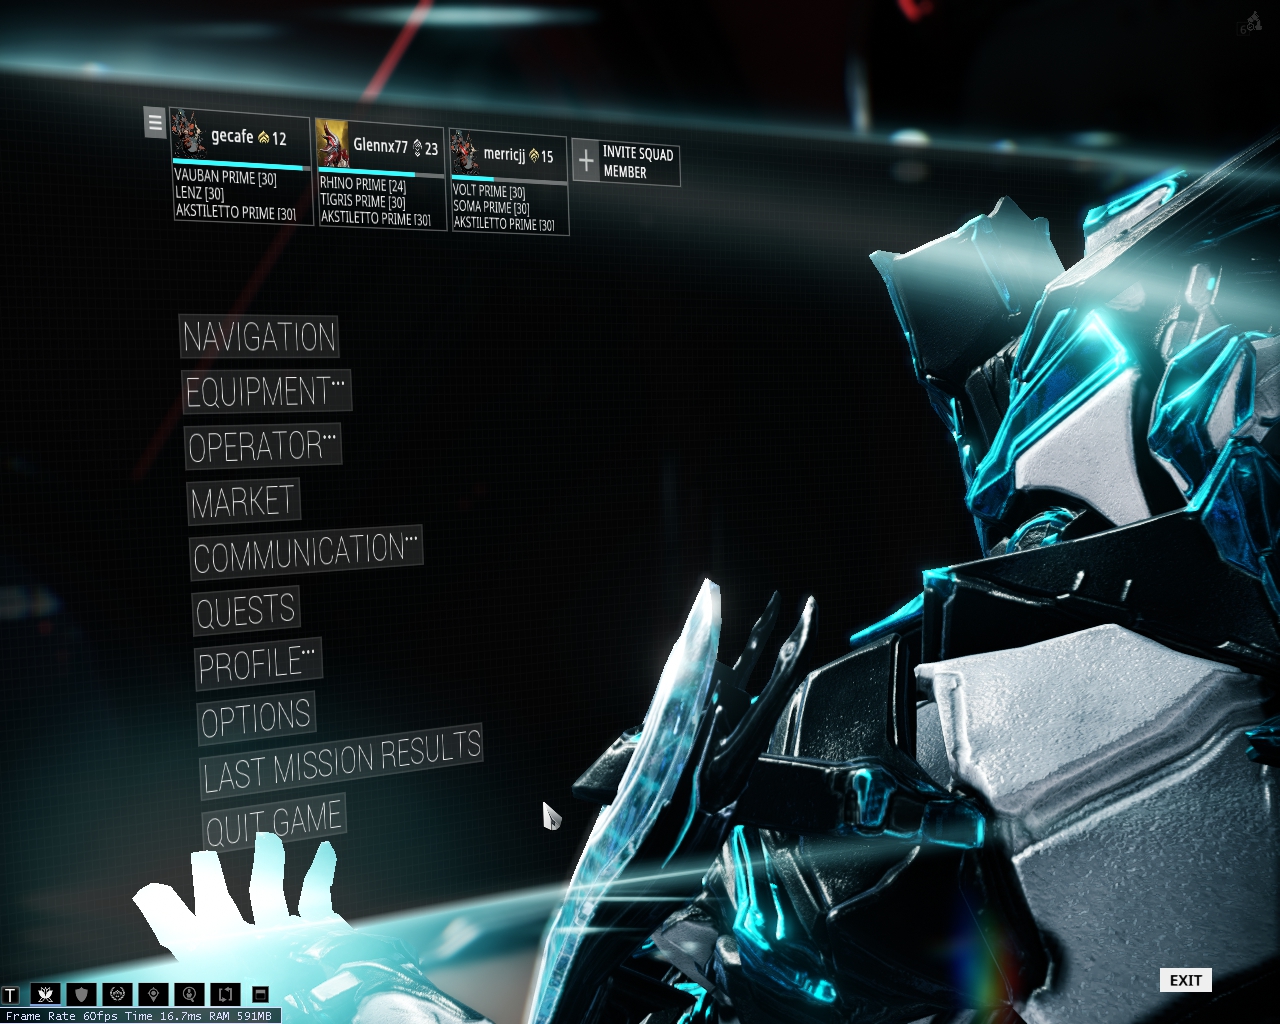 gecafe 12
VAUBAN PRIME [30]
LENZ [30]
AKSTILETTO PRIME [30]
Glennx77 23
RHINO PRIME [24]
TIGRIS PRIME [30]
AKSTILETTO PRIME [30]
merricjj 15
VOLT PRIME [30]
SOMA PRIME [30]
AKSTILETTO PRIME [30]
INVITE SQUAD
MEMBER
NAVIGATION
EQUIPMENT...
OPERATOR...
MARKET
COMMUNICATION...
QUESTS
PROFILE...
OPTIONS
LAST MISSION RESULTS
QUIT GAME
EXIT
T
Frame Rate 60fps Time 16.7ms RAM 591MB